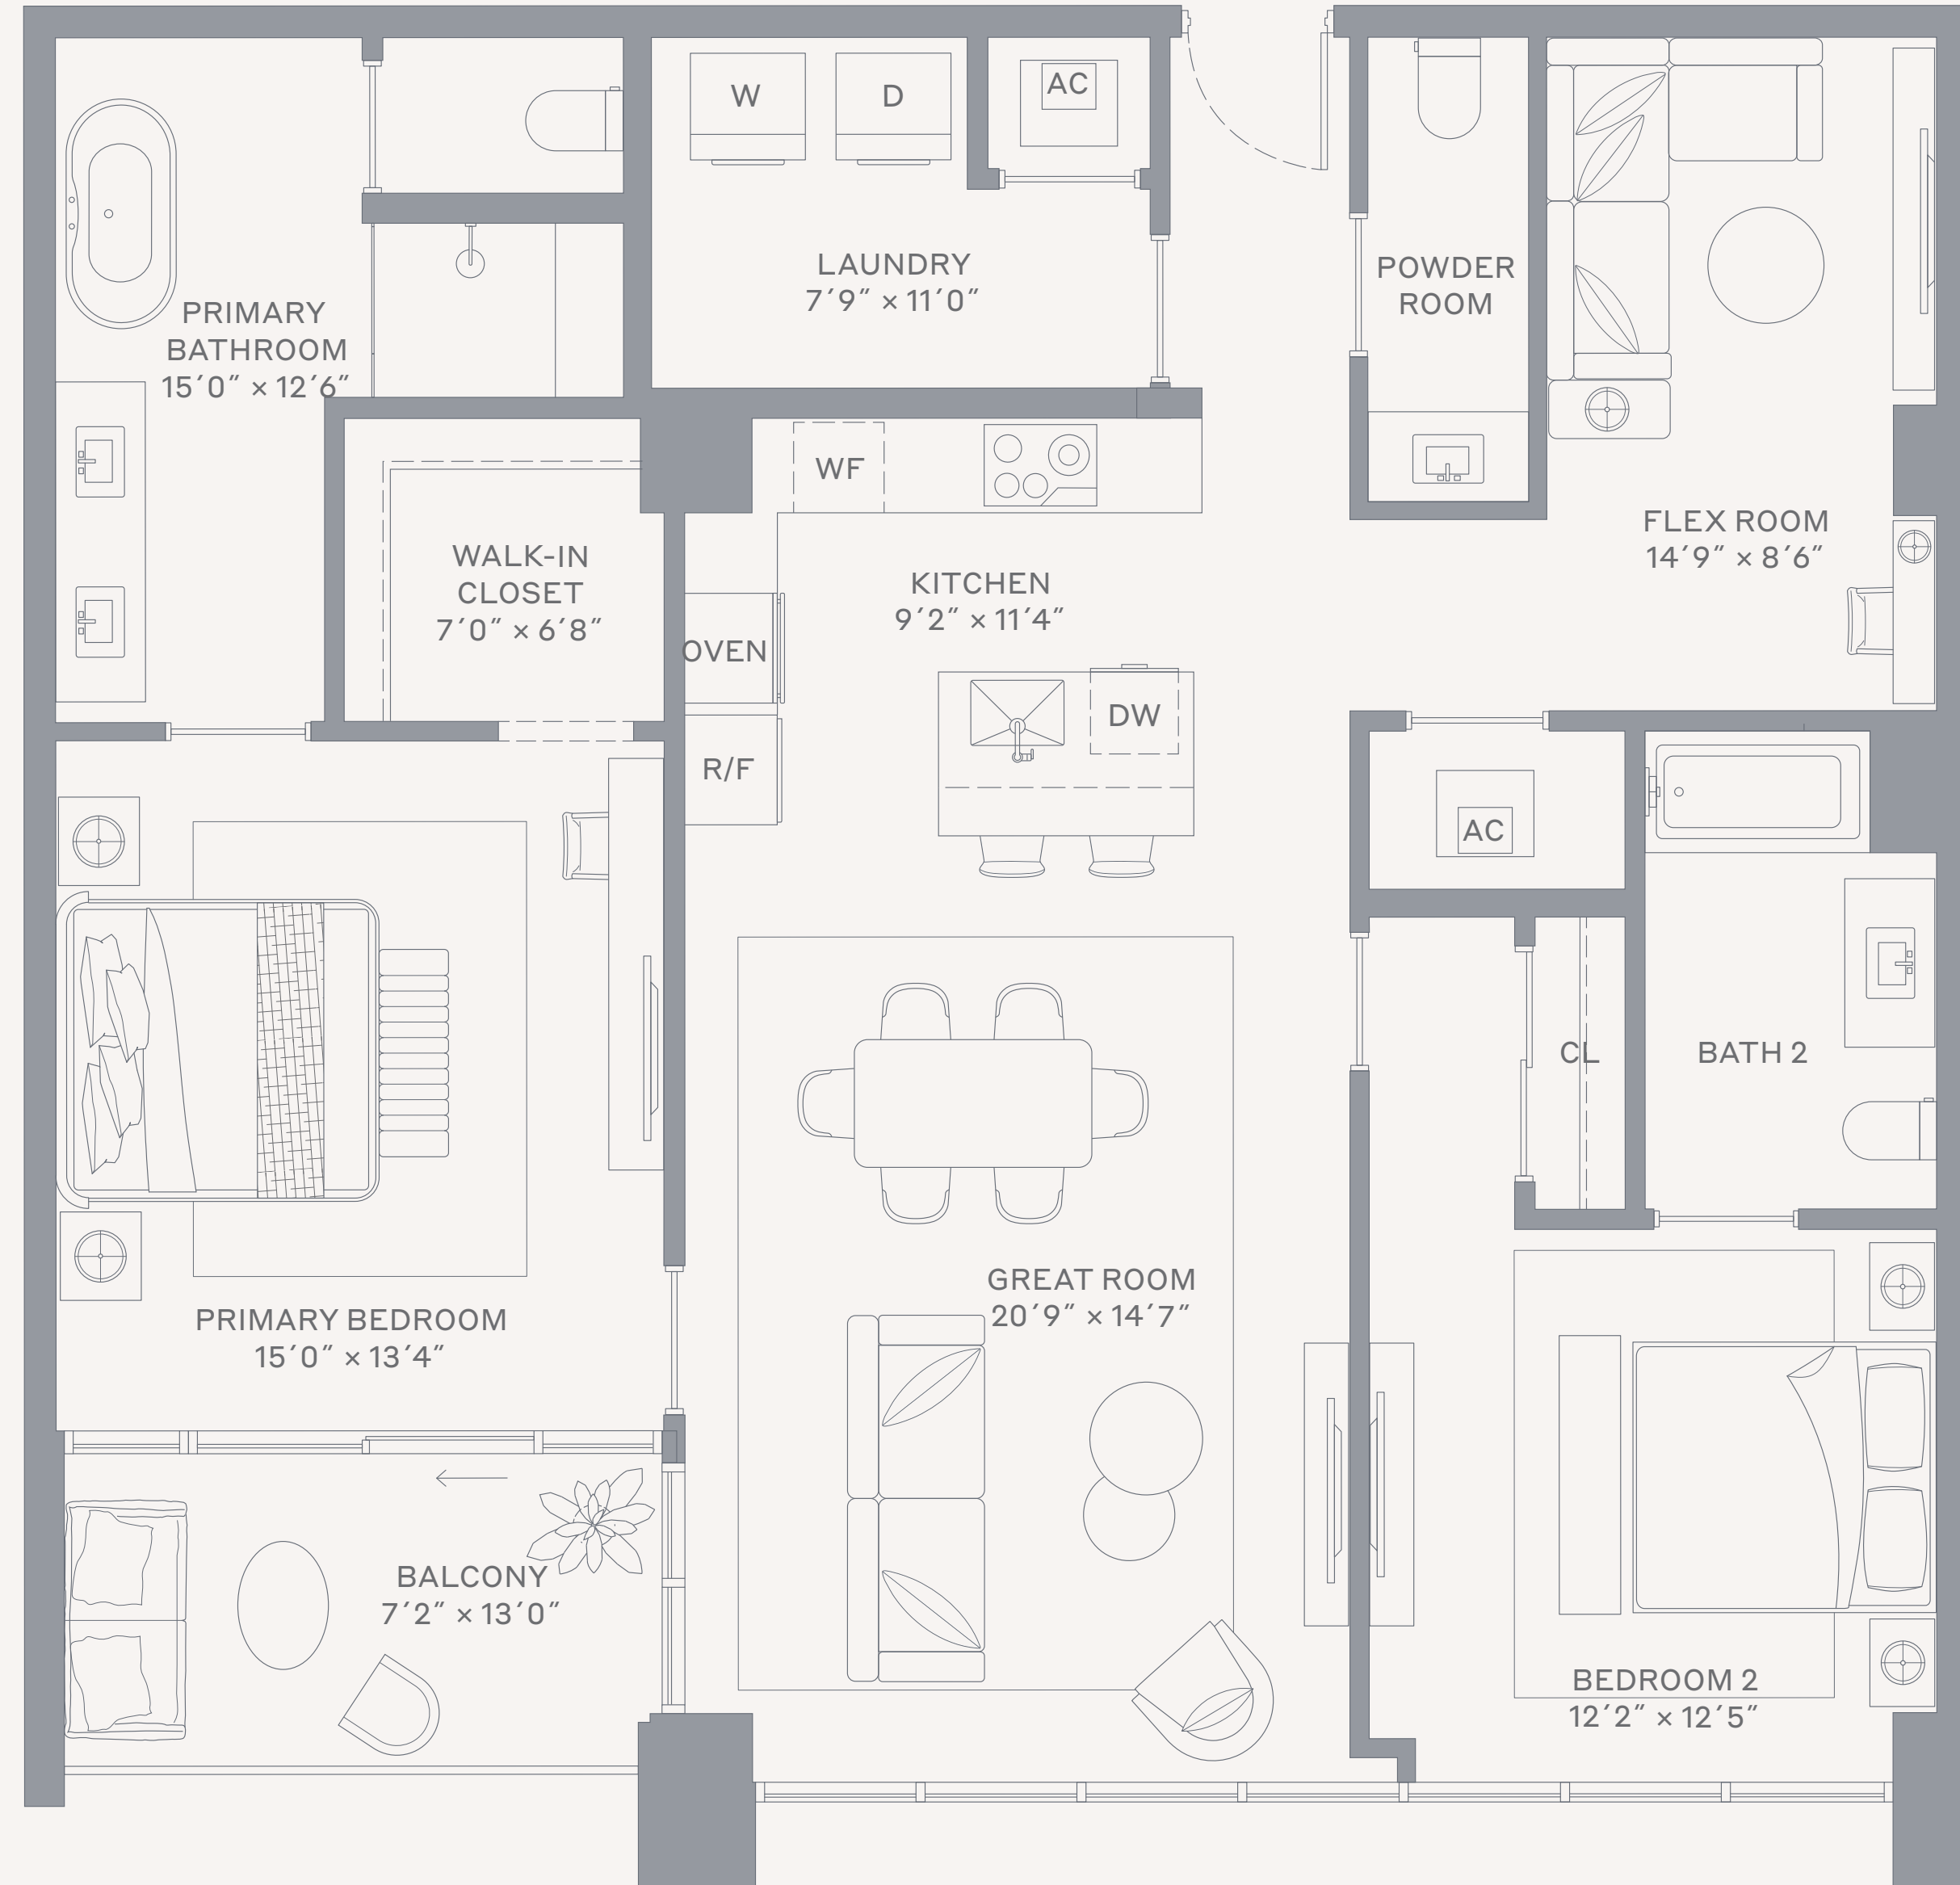 W
D
AC
LAUNDRY
7′9″ × 11′0″
POWDER
ROOM
PRIMARY
BATHROOM
15′0″ × 12′6″
WF
FLEX ROOM
14′9″ × 8′6″
WALK-IN
CLOSET
7′0″ × 6′8″
KITCHEN
9′2″ × 11′4″
OVEN
DW
R/F
AC
CL
BATH 2
GREAT ROOM
20′9″ × 14′7″
PRIMARY BEDROOM
15′0″ × 13′4″
BALCONY
7′2″ × 13′0″
BEDROOM 2
12′2″ × 12′5″